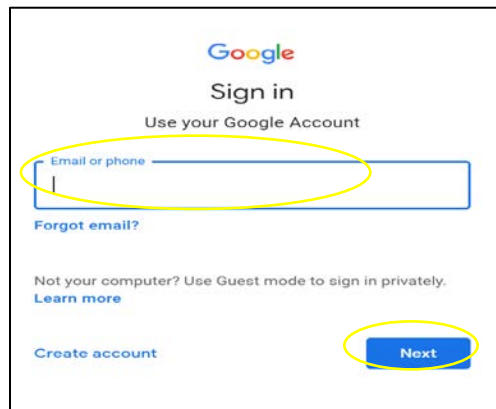 Google
Sign in
Use your Google Account
Email or phone
Forgot email?
Not your computer? Use Guest mode to sign in privately.
Learn more
Create account
Next